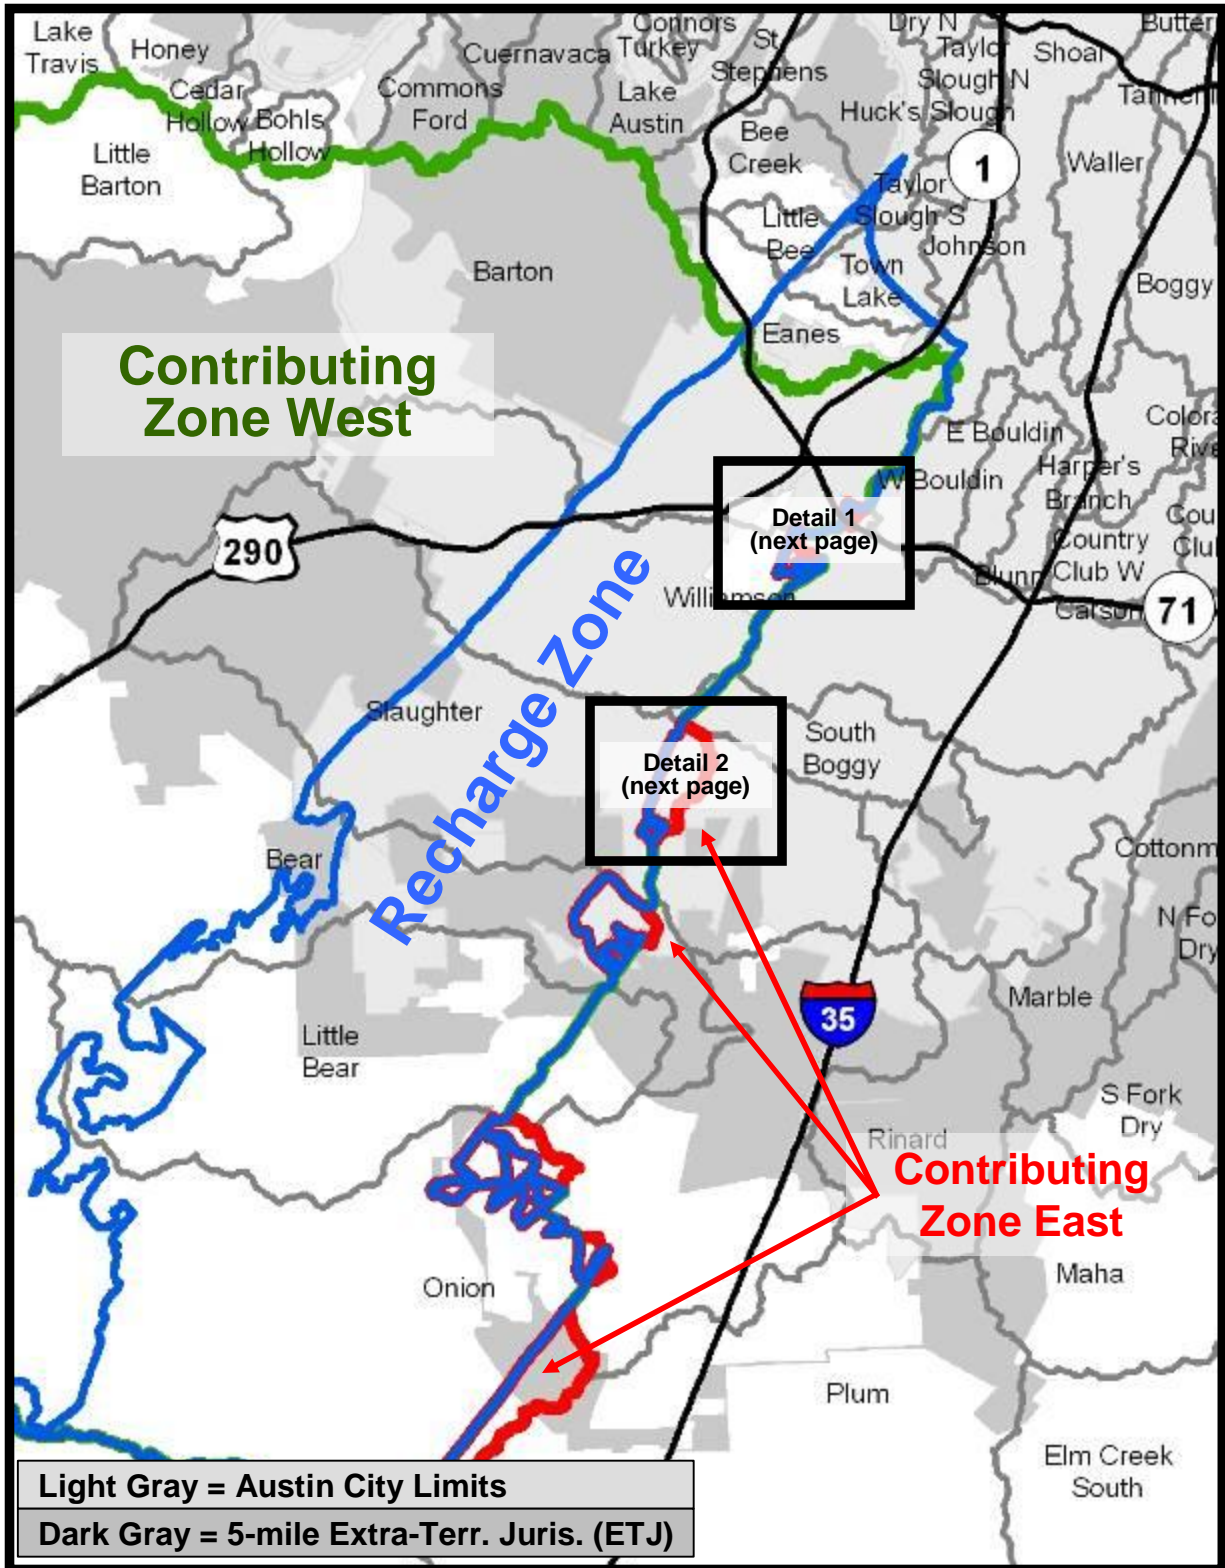 Lake
Travis
Honey
Cedar
Hollow
Bohls
Hollow
Little
Barton
Cuernavaca
Commons
Ford
Connors
Turkey
Lake
Austin
St
Stephens
Bee
Creek
Dry N
Taylor
Slough N
Huck's Slough
Shoal
Butter
Waller
1
Taylor
Slough S
Little
Bee
Johnson
Town
Lake
Boggy
Barton
Eanes
Contributing
Zone West
E Bouldin
W Bouldin
Harper's
Branch
Country
Club W
Blunn
Carson
71
290
Detail 1
(next page)
Williamson
Recharge Zone
Slaughter
South
Boggy
Detail 2
(next page)
Bear
Cottonm
N Fo
Dry
Marble
35
Little
Bear
S Fork
Dry
Rinard
Contributing
Zone East
Onion
Maha
Plum
Elm Creek
South
Light Gray = Austin City Limits
Dark Gray = 5-mile Extra-Terr. Juris. (ETJ)